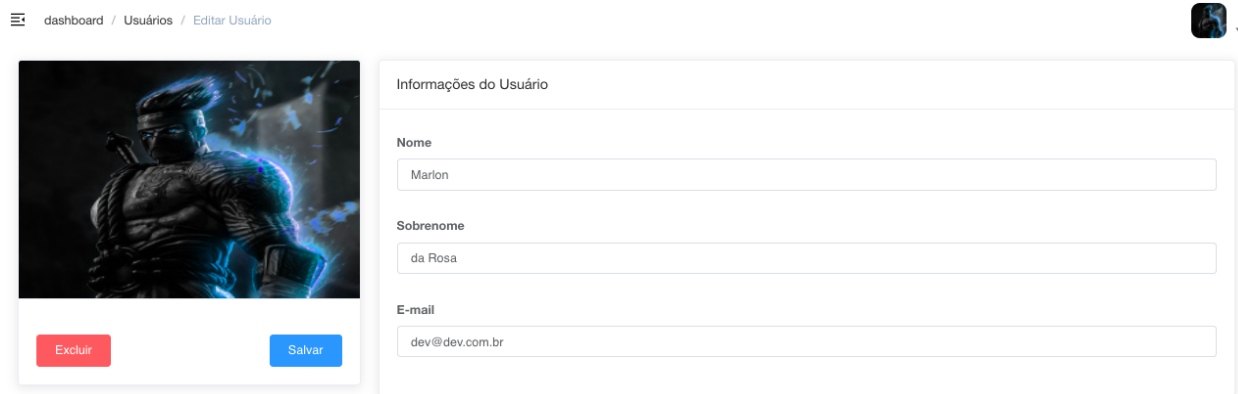 dashboard / Usuários / Editar Usuário
Informações do Usuário
Nome
Marlon
Sobrenome
da Rosa
E-mail
dev@dev.com.br
Excluir
Salvar